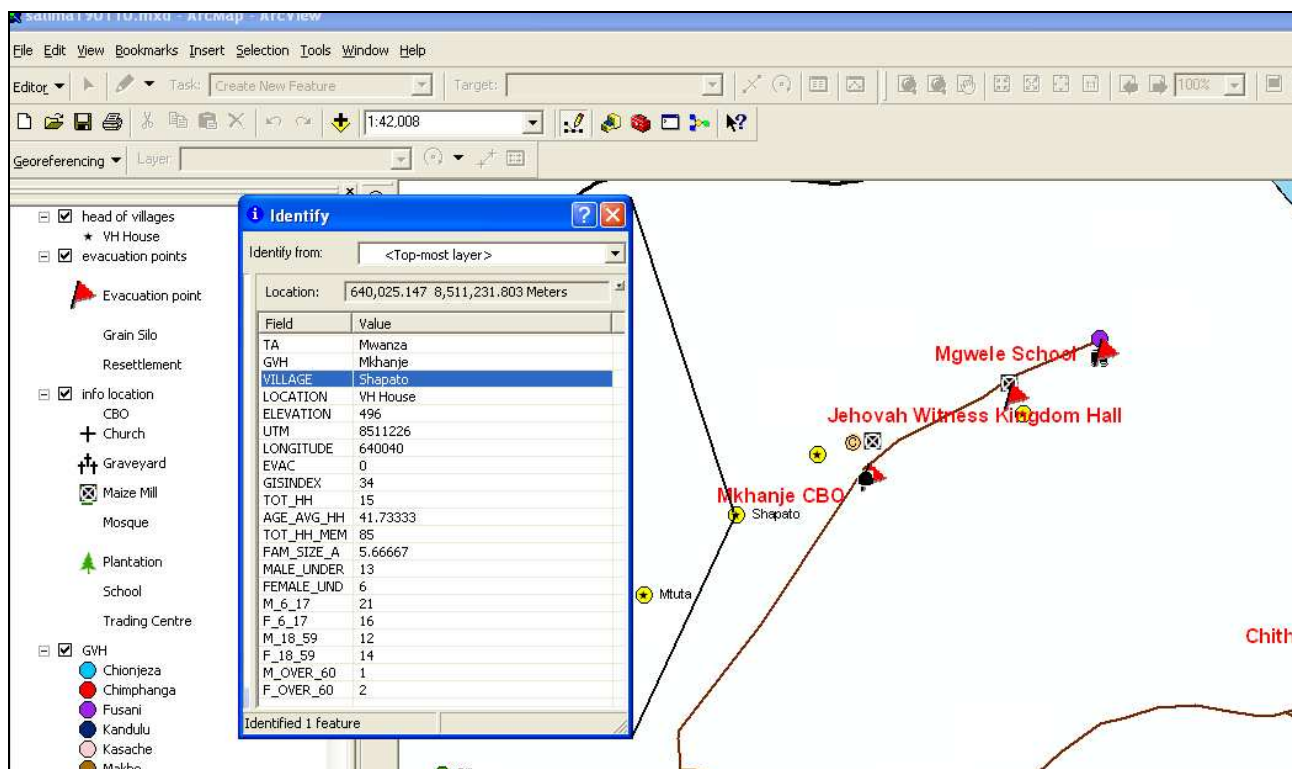 salima190110.mxd - ArcMap - ArcView
File Edit View Bookmarks Insert Selection Tools Window Help
Editor Task: Create New Feature Target: 100%
1:42,008
Georeferencing Layer:
head of villages
VH House
evacuation points
Evacuation point
Grain Silo
Resettlement
info location
CBO
Church
Graveyard
Maize Mill
Mosque
Plantation
School
Trading Centre
GVH
Chionjeza
Chimphanga
Fusani
Kandulu
Kasache
Makho
Identify
Identify from: <Top-most layer>
Location: 640,025.147 8,511,231.803 Meters
Field Value
TA Mwanza
GVH Mkhanje
VILLAGE Shapato
LOCATION VH House
ELEVATION 496
UTM 8511226
LONGITUDE 640040
EVAC 0
GISINDEX 34
TOT_HH 15
AGE_AVG_HH 41.73333
TOT_HH_MEM 85
FAM_SIZE_A 5.66667
MALE_UNDER 13
FEMALE_UND 6
M_6_17 21
F_6_17 16
M_18_59 12
F_18_59 14
M_OVER_60 1
F_OVER_60 2
Identified 1 feature
Mgwele School
Jehovah Witness Kingdom Hall
Mkhanje CBO
Shapato
Mtuta
Chith